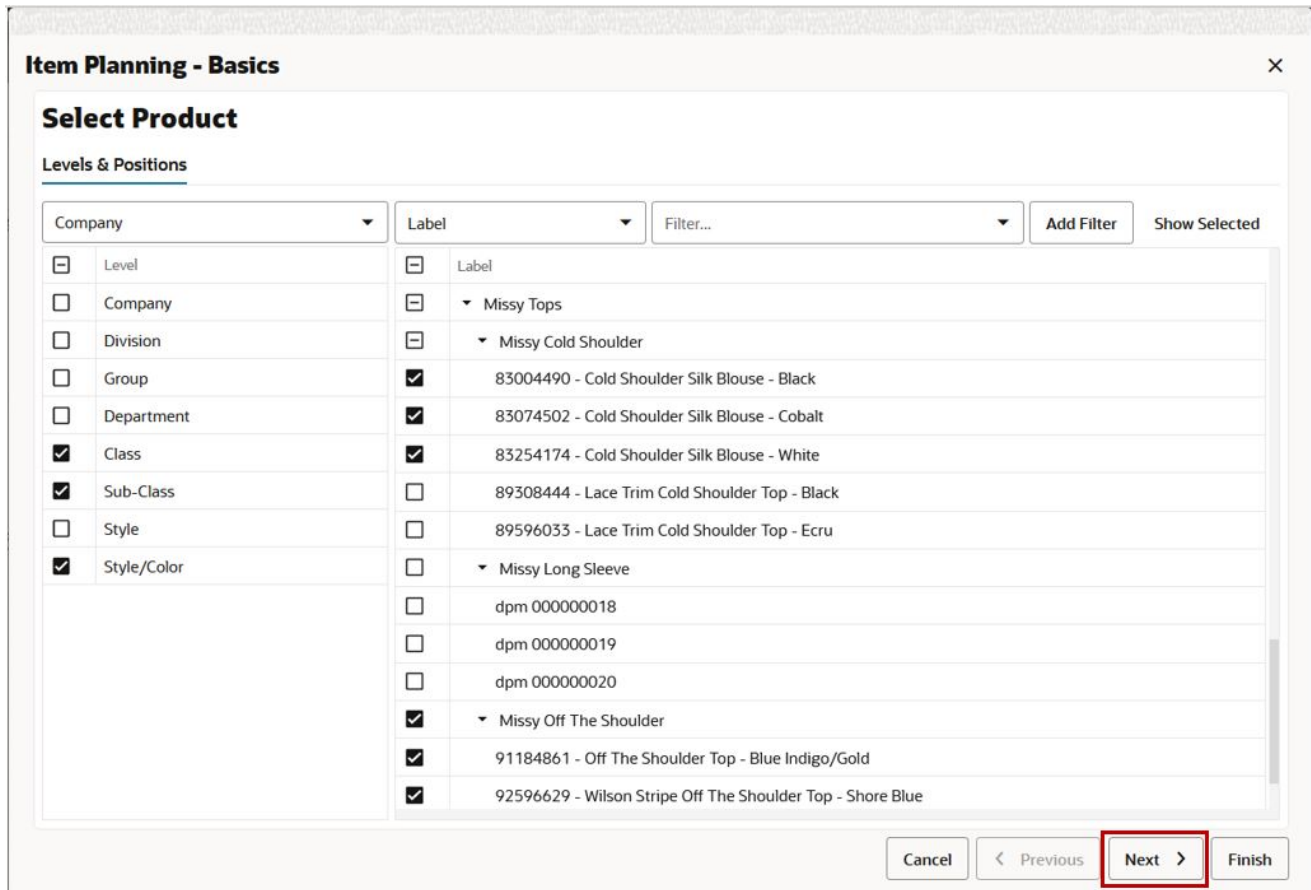 Item Planning - Basics
Select Product
Levels & Positions
Company Label Filter... Add Filter Show Selected
Level Label
Company Missy Tops
Division Missy Cold Shoulder
Group 83004490 - Cold Shoulder Silk Blouse - Black
Department 83074502 - Cold Shoulder Silk Blouse - Cobalt
Class 83254174 - Cold Shoulder Silk Blouse - White
Sub-Class 89308444 - Lace Trim Cold Shoulder Top - Black
Style 89596033 - Lace Trim Cold Shoulder Top - Ecru
Style/Color Missy Long Sleeve
dpm 000000018
dpm 000000019
dpm 000000020
Missy Off The Shoulder
91184861 - Off The Shoulder Top - Blue Indigo/Gold
92596629 - Wilson Stripe Off The Shoulder Top - Shore Blue
Cancel Previous Next Finish